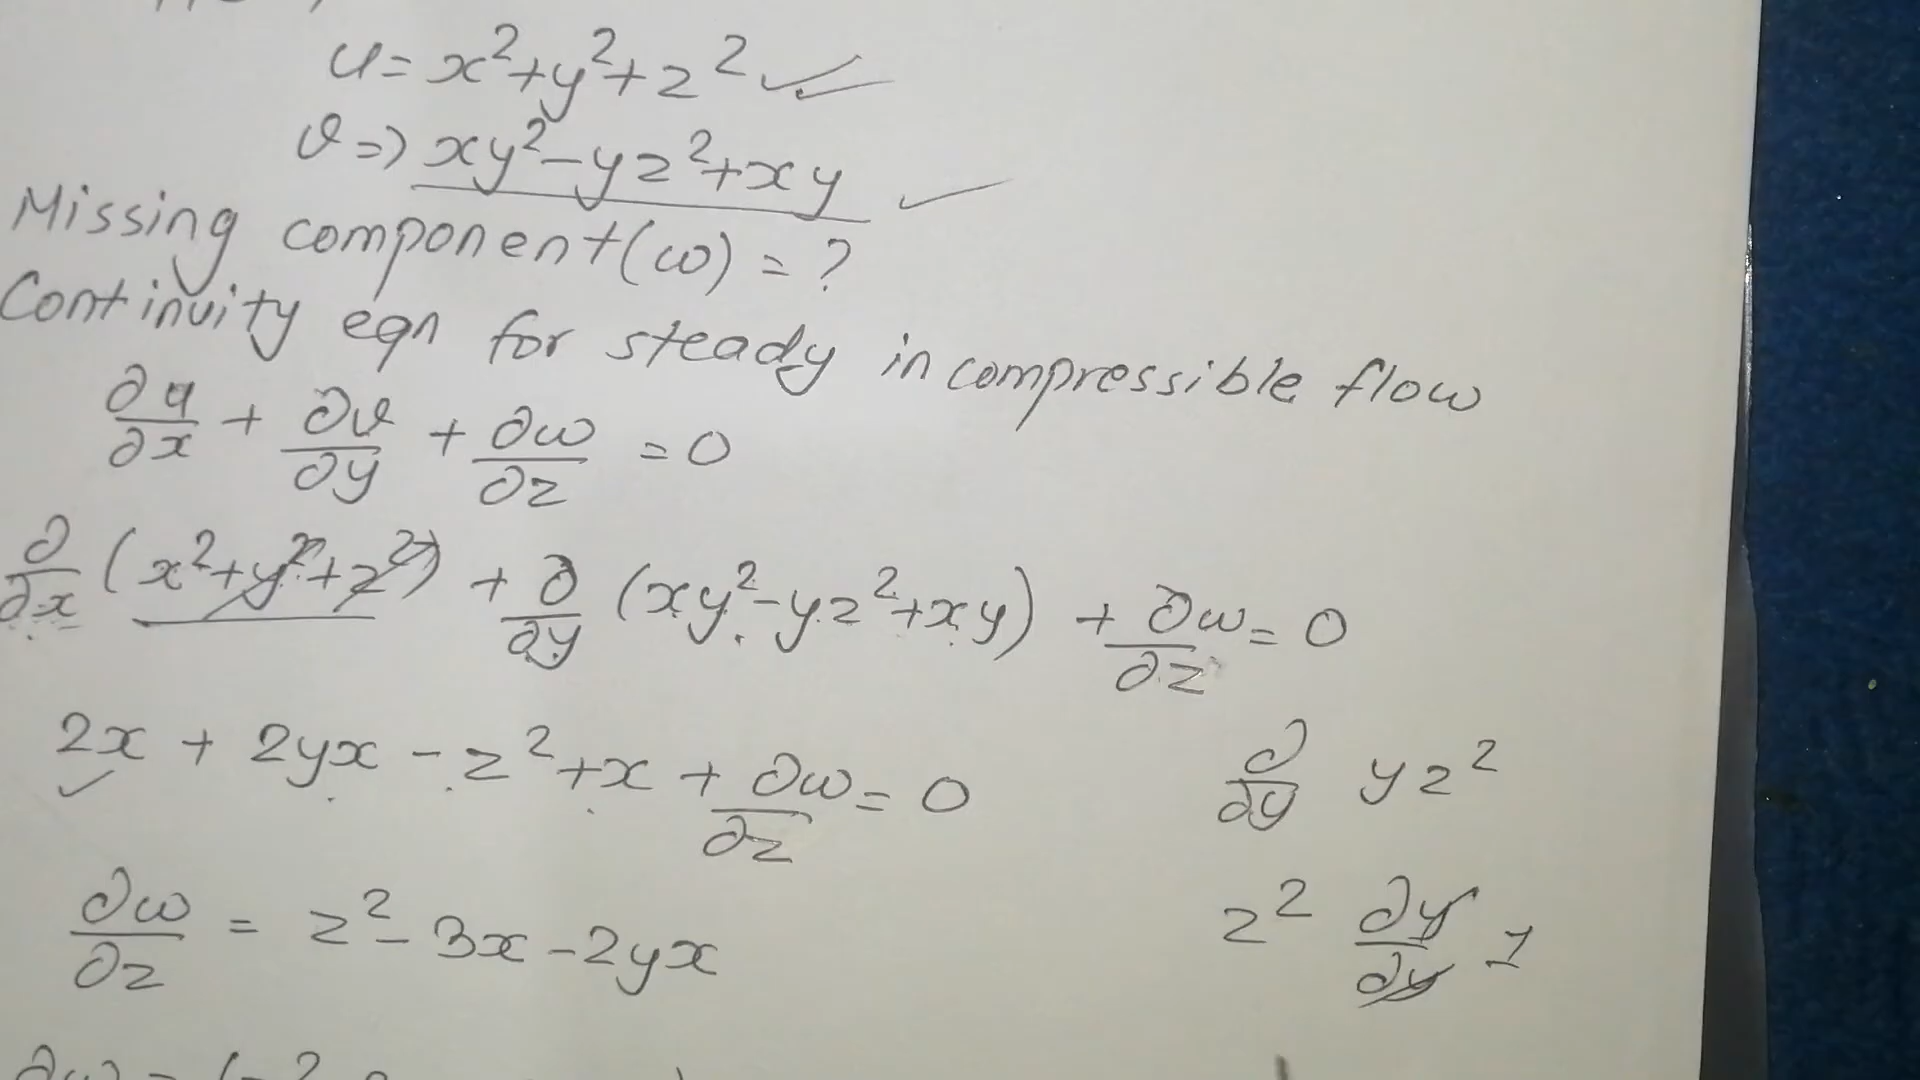 u = x²+y²+z²
v => xy²-yz²+xy
Missing component (w) = ?
Continuity eqn for steady incompressible flow
∂u/∂x + ∂v/∂y + ∂w/∂z = 0
∂/∂x (x²+y²+z²) + ∂/∂y (xy²-yz²+xy) + ∂w/∂z = 0
2x + 2yx - z² + x + ∂w/∂z = 0
∂/∂y yz²
∂w/∂z = z² - 3x - 2yx
z² ∂y/∂y 1